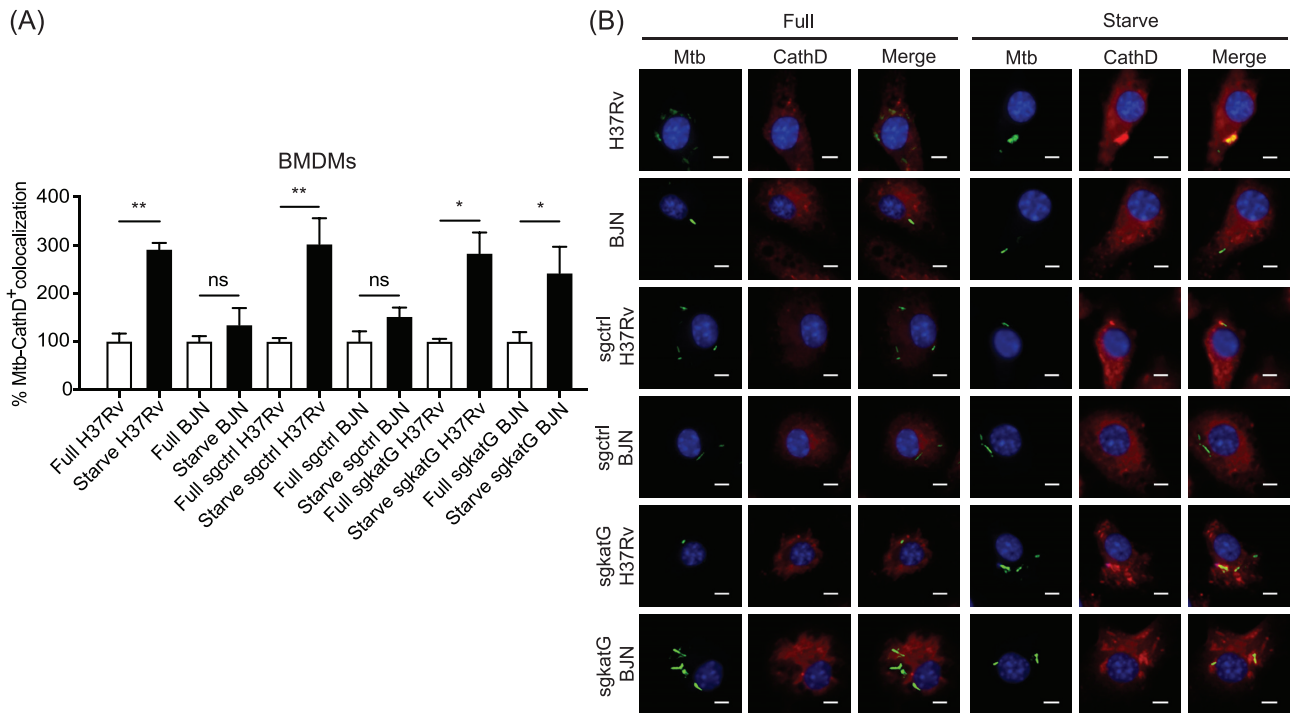 (A)
BMDMs
% Mtb-CathD+ colocalization
400
300
200
100
0
**
ns
**
ns
*
*
Full H37Rv
Starve H37Rv
Full BJN
Starve BJN
Full sgctrl H37Rv
Starve sgctrl H37Rv
Full sgctrl BJN
Starve sgctrl BJN
Full sgkatG H37Rv
Starve sgkatG H37Rv
Full sgkatG BJN
Starve sgkatG BJN
(B)
Full
Starve
Mtb CathD Merge Mtb CathD Merge
H37Rv
BJN
sgctrl
H37Rv
sgctrl
BJN
sgkatG
H37Rv
sgkatG
BJN